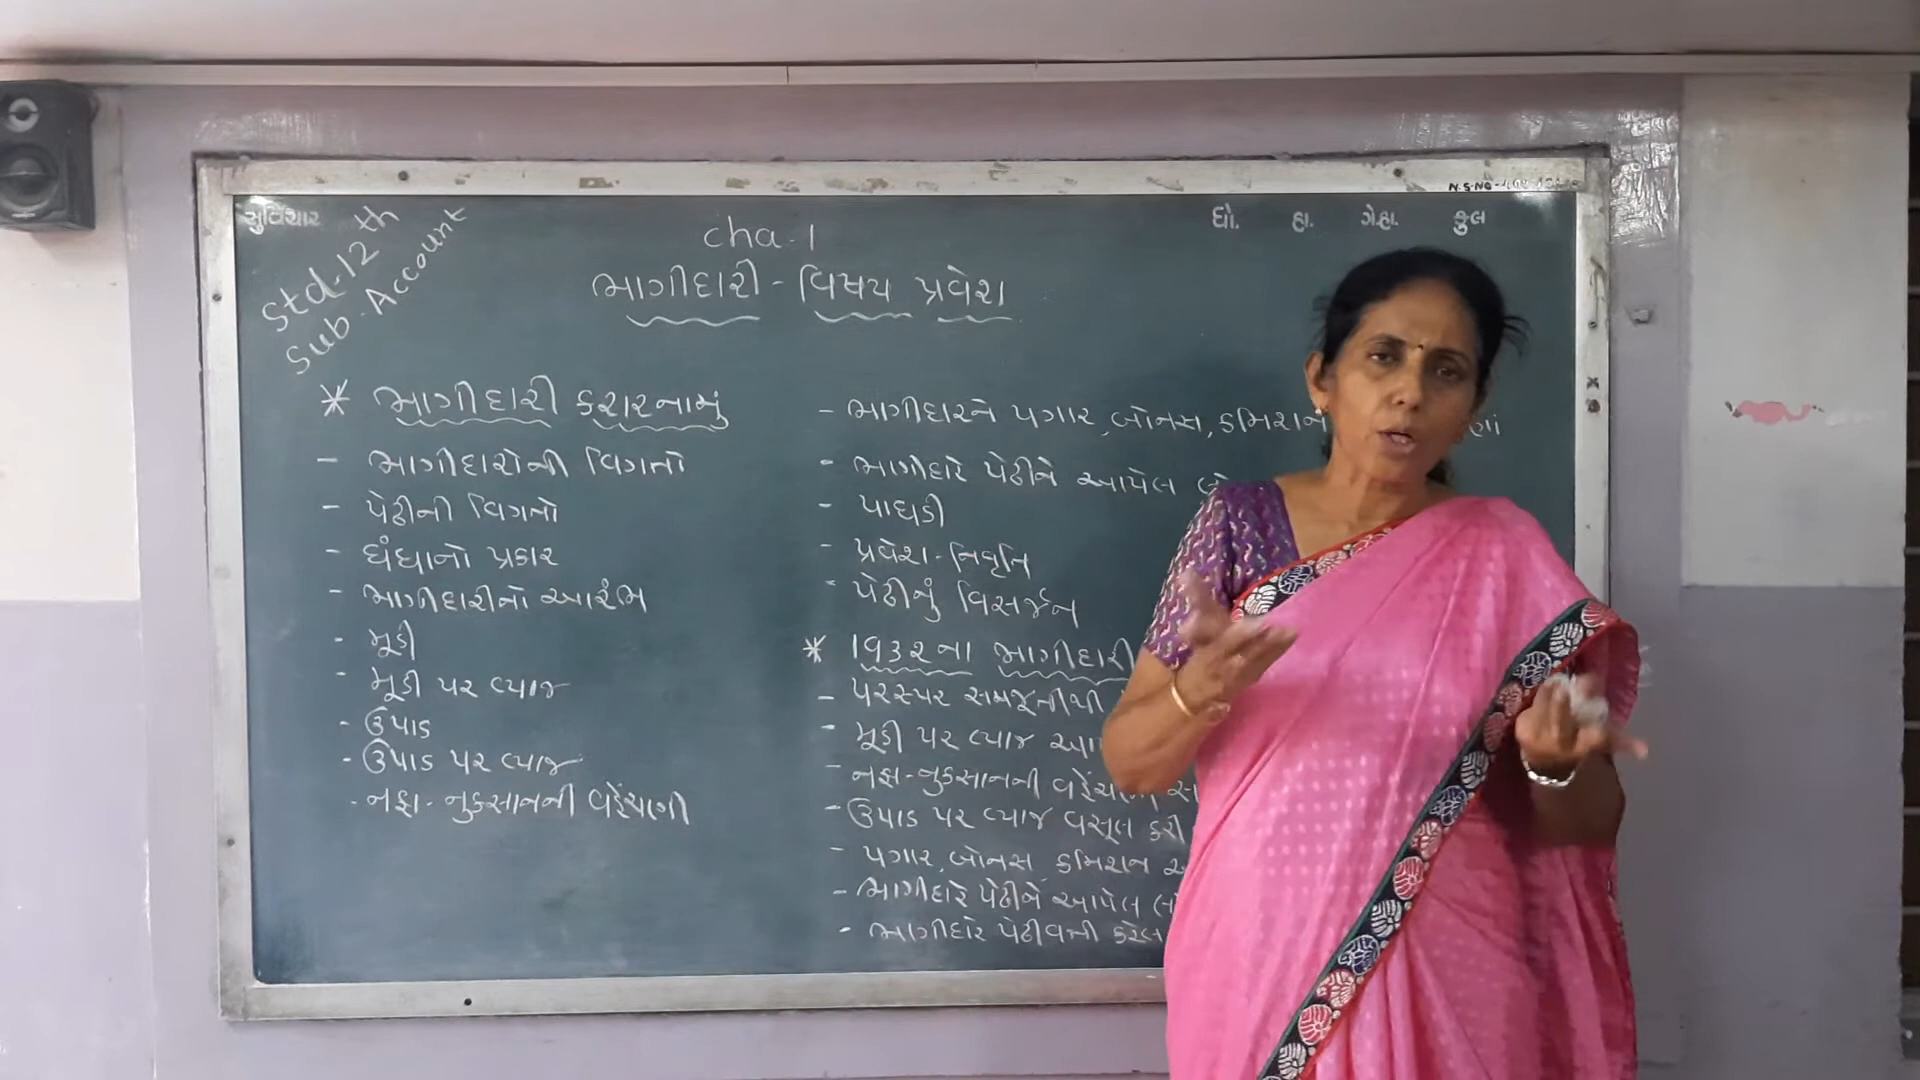 સુવિચાર
Std-12 th
Sub-Account
ધો. હા. ગે.હા. કુલ
cha-1
ભાગીદારી - વિષય પ્રવેશ
* ભાગીદારી કરારનામું
- ભાગીદારોની વિગતો
- પેઢીની વિગતો
- ધંધાનો પ્રકાર
- ભાગીદારીનો આરંભ
- મૂડી
- મૂડી પર વ્યાજ
- ઉપાડ
- ઉપાડ પર વ્યાજ
- નફા-નુકસાનની વહેંચણી
- ભાગીદારને પગાર, બોનસ, કમિશન
- ભાગીદારે પેઢીને આપેલ
- પાઘડી
- પ્રવેશ-નિવૃતિ
- પેઢીનું વિસર્જન
* ૧૯૩૨ના ભાગીદારી
- પરસ્પર સમજૂતીથી
- મૂડી પર વ્યાજ
- નફા-નુકસાનની વહેંચણી
- ઉપાડ પર વ્યાજ વસૂલ કરી
- પગાર, બોનસ, કમિશન
- ભાગીદારે પેઢીને આપેલ
- ભાગીદારે પેઢીવતી કરેલ